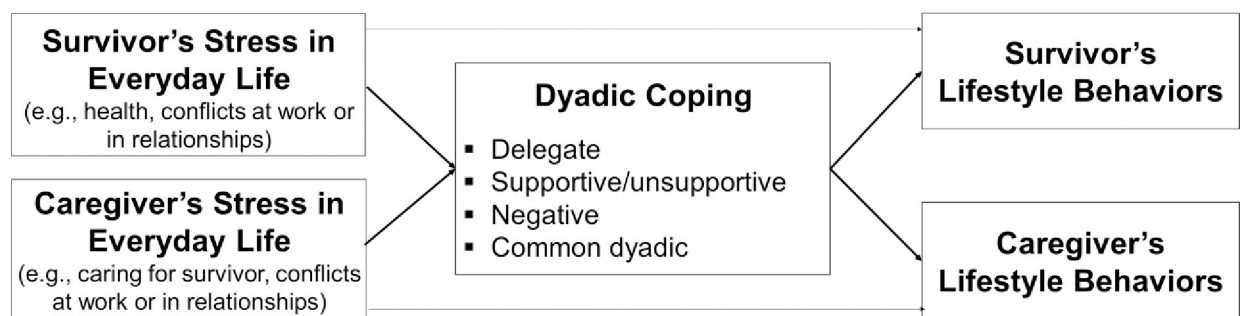 Survivor's Stress in
Everyday Life
(e.g., health, conflicts at work or
in relationships)
Caregiver's Stress in
Everyday Life
(e.g., caring for survivor, conflicts
at work or in relationships)
Dyadic Coping
▪ Delegate
▪ Supportive/unsupportive
▪ Negative
▪ Common dyadic
Survivor's
Lifestyle Behaviors
Caregiver's
Lifestyle Behaviors